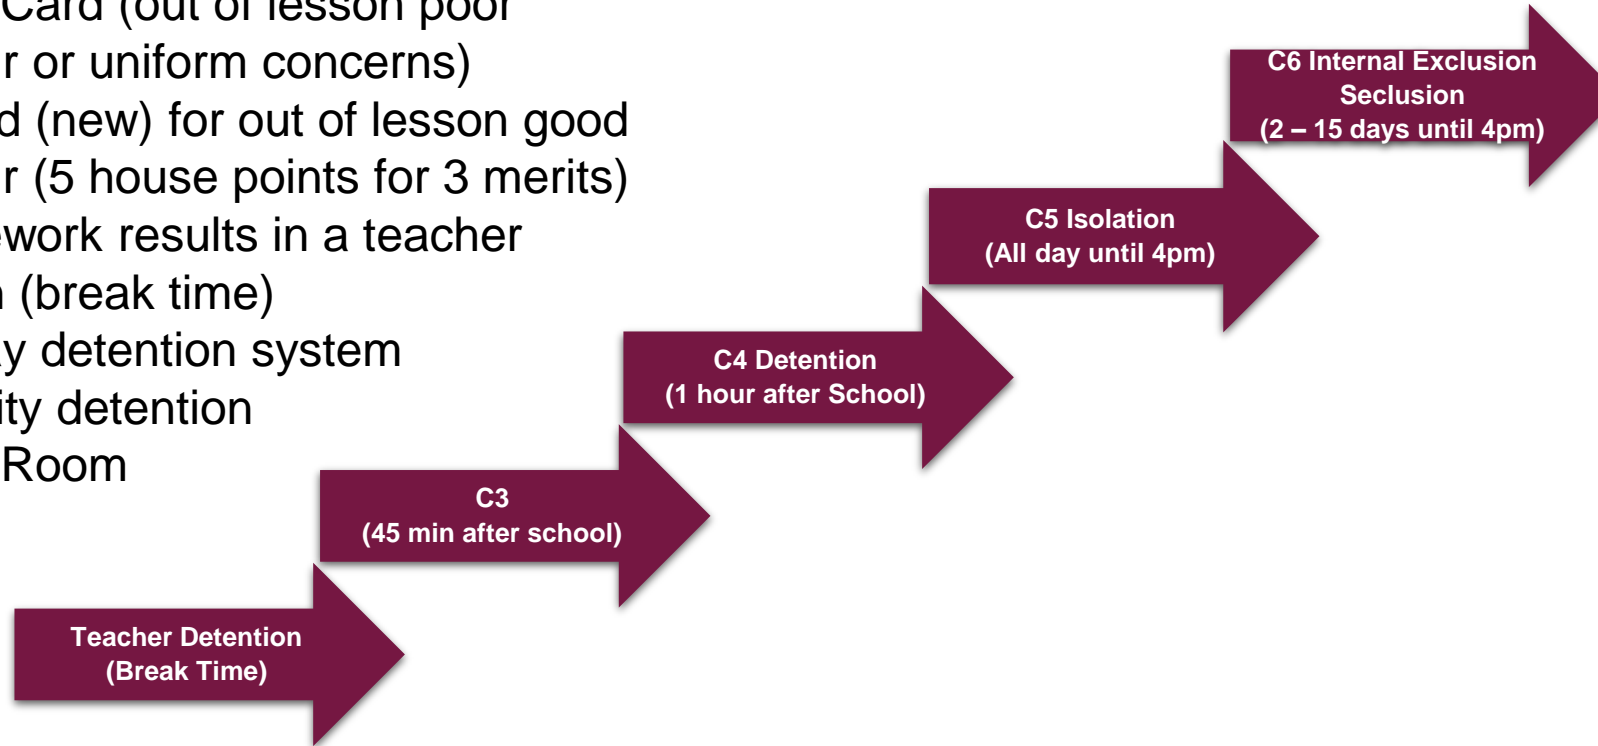 Card (out of lesson poor
r or uniform concerns)
d (new) for out of lesson good
r (5 house points for 3 merits)
ework results in a teacher
n (break time)
ay detention system
ity detention
Room
C6 Internal Exclusion
Seclusion
(2 – 15 days until 4pm)
C5 Isolation
(All day until 4pm)
C4 Detention
(1 hour after School)
C3
(45 min after school)
Teacher Detention
(Break Time)